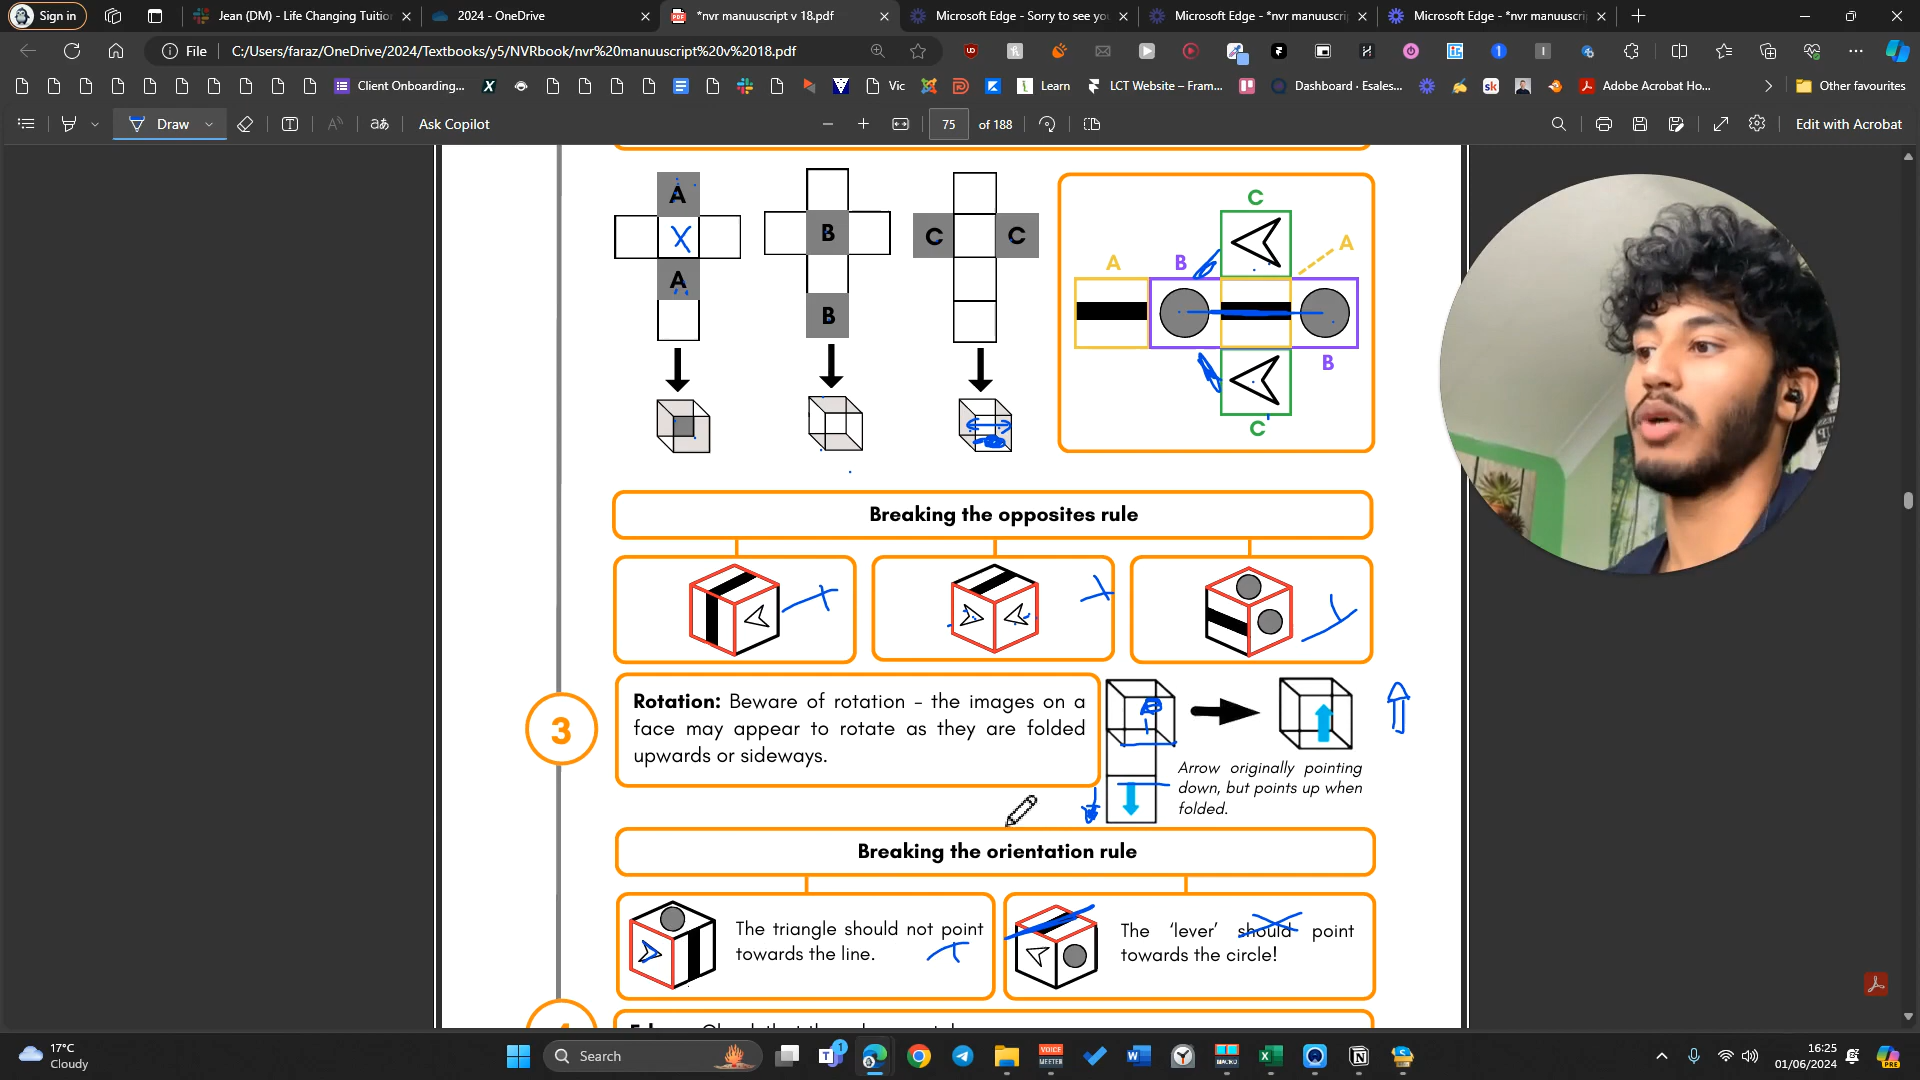 Sign in
Jean (DM) - Life Changing Tuitio
2024 - OneDrive
*nvr manuuscript v 18.pdf
Microsoft Edge - Sorry to see yo
Microsoft Edge - *nvr manuuscri
Microsoft Edge - *nvr manuuscri
File
C:/Users/faraz/OneDrive/2024/Textbooks/y5/NVRbook/nvr%20manuuscript%20v%2018.pdf
Client Onboarding...
Vic
Learn
LCT Website – Fram...
Dashboard · Esales...
Adobe Acrobat Ho...
Other favourites
Draw
Ask Copilot
75
of 188
Edit with Acrobat
A
X
A
B
B
C
C
C
A
B
A
B
C
Breaking the opposites rule
3
Rotation: Beware of rotation - the images on a
face may appear to rotate as they are folded
upwards or sideways.
Arrow originally pointing
down, but points up when
folded.
Breaking the orientation rule
The triangle should not point
towards the line.
The ‘lever’ should point
towards the circle!
17°C
Cloudy
Search
16:25
01/06/2024